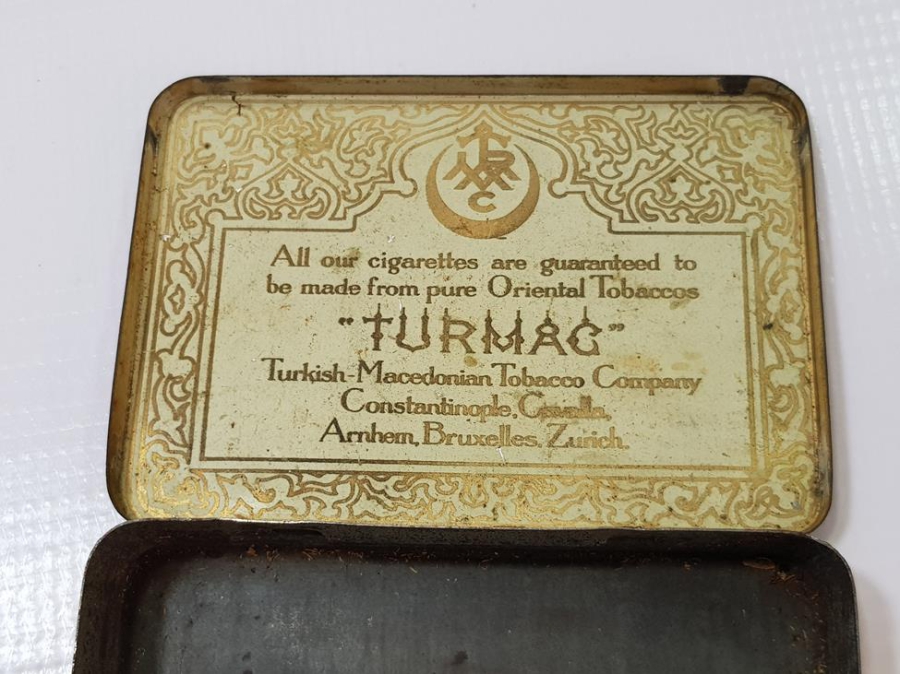 TURMAC
All our cigarettes are guaranteed to
be made from pure Oriental Tobaccos
"TURMAC"
Turkish-Macedonian Tobacco Company
Constantinople, Cavalla,
Arnhem, Bruxelles, Zurich.